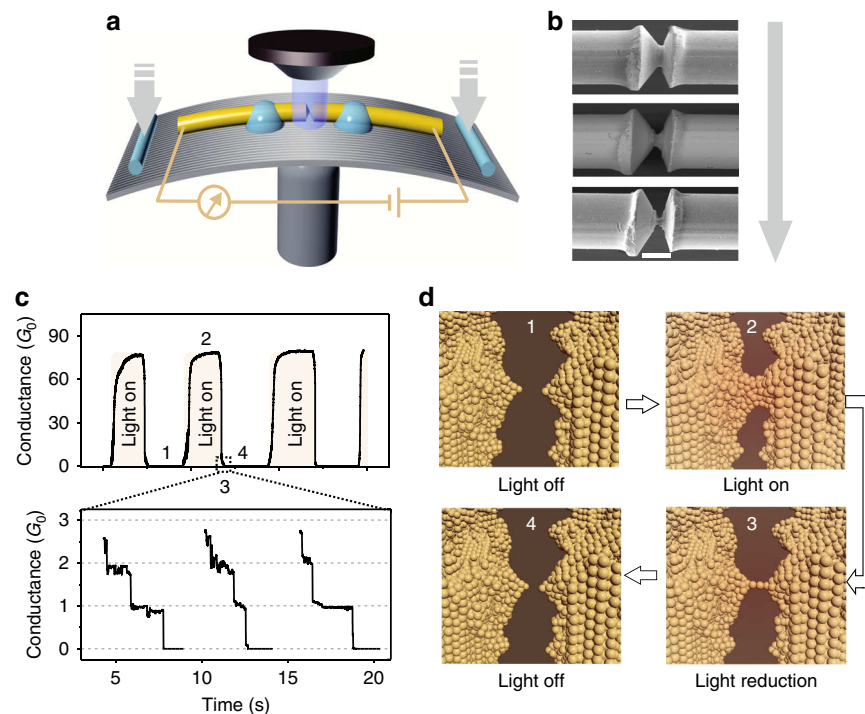 a
b
c
Conductance (G0)
90
60
30
0
Light on
Light on
Light on
1
2
3
4
Conductance (G0)
3
2
1
0
5
10
15
20
Time (s)
d
1
2
Light off
Light on
4
3
Light off
Light reduction